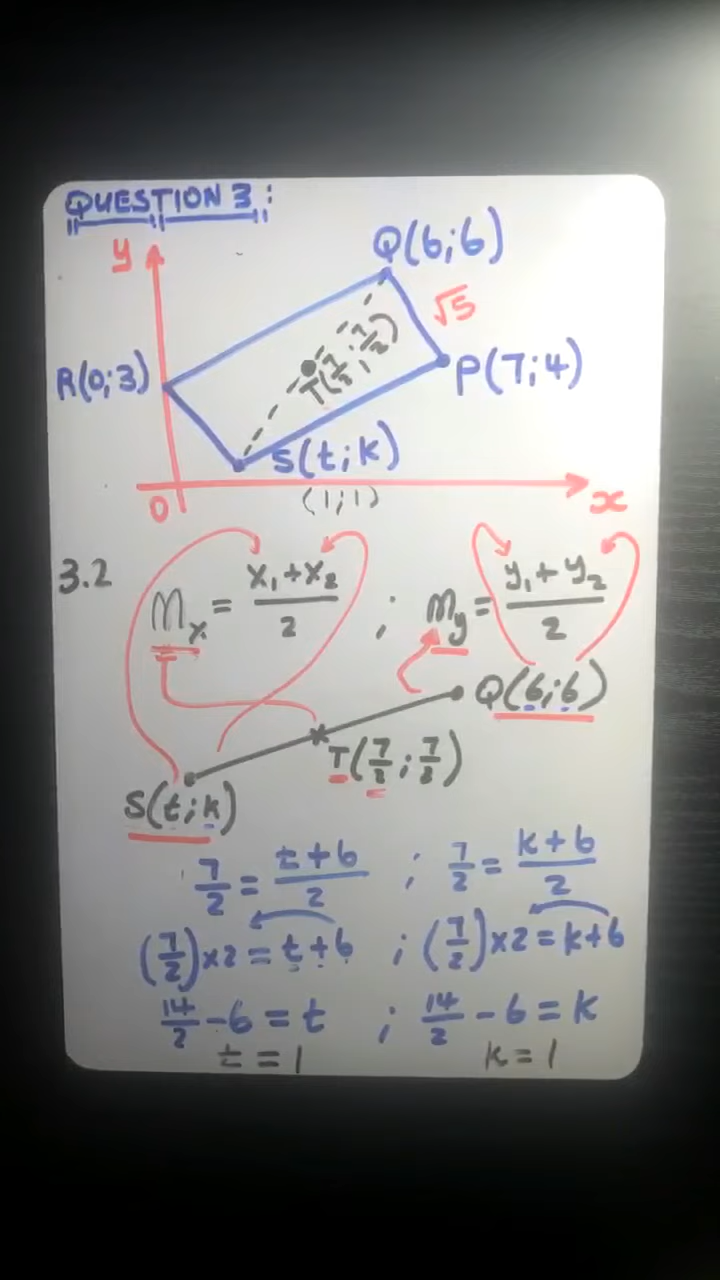 QUESTION 3:
y
Q(6;6)
√5
T(7/2;7/2)
R(0;3)
P(7;4)
S(t;k)
0
(1;1)
x
3.2
Mx = x₁+x₂/2 ; My = y₁+y₂/2
Q(6;6)
T(7/2;7/2)
S(t;k)
7/2 = t+6/2 ; 7/2 = k+6/2
(7/2)×2 = t+6 ; (7/2)×2 = k+6
14/2 -6 = t ; 14/2 - 6 = k
t = 1 k = 1